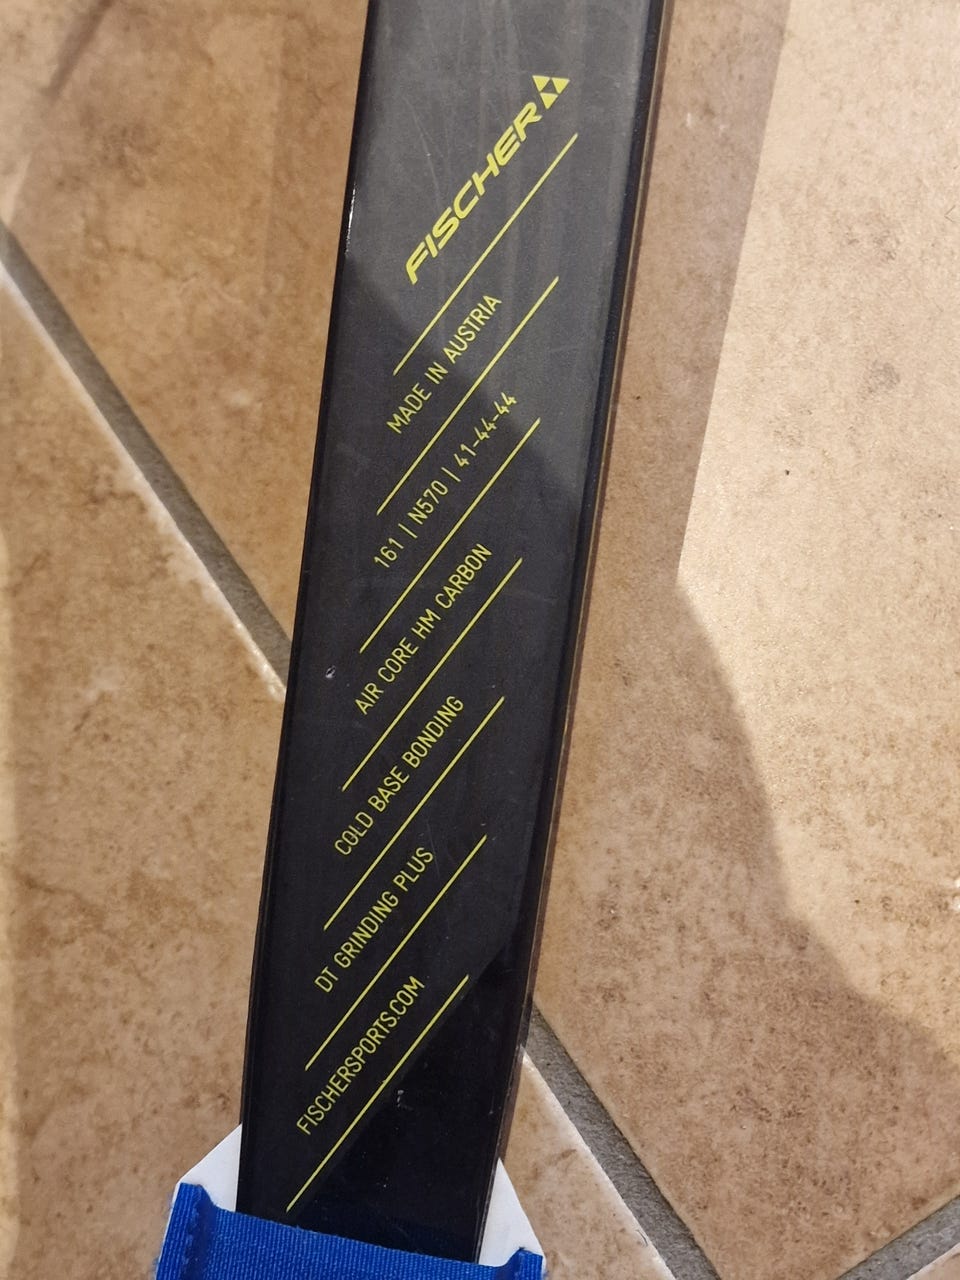 FISCHER
MADE IN AUSTRIA
161 | N570 | 41-44-44
AIR CORE HM CARBON
COLD BASE BONDING
DT GRINDING PLUS
FISCHERSPORTS.COM